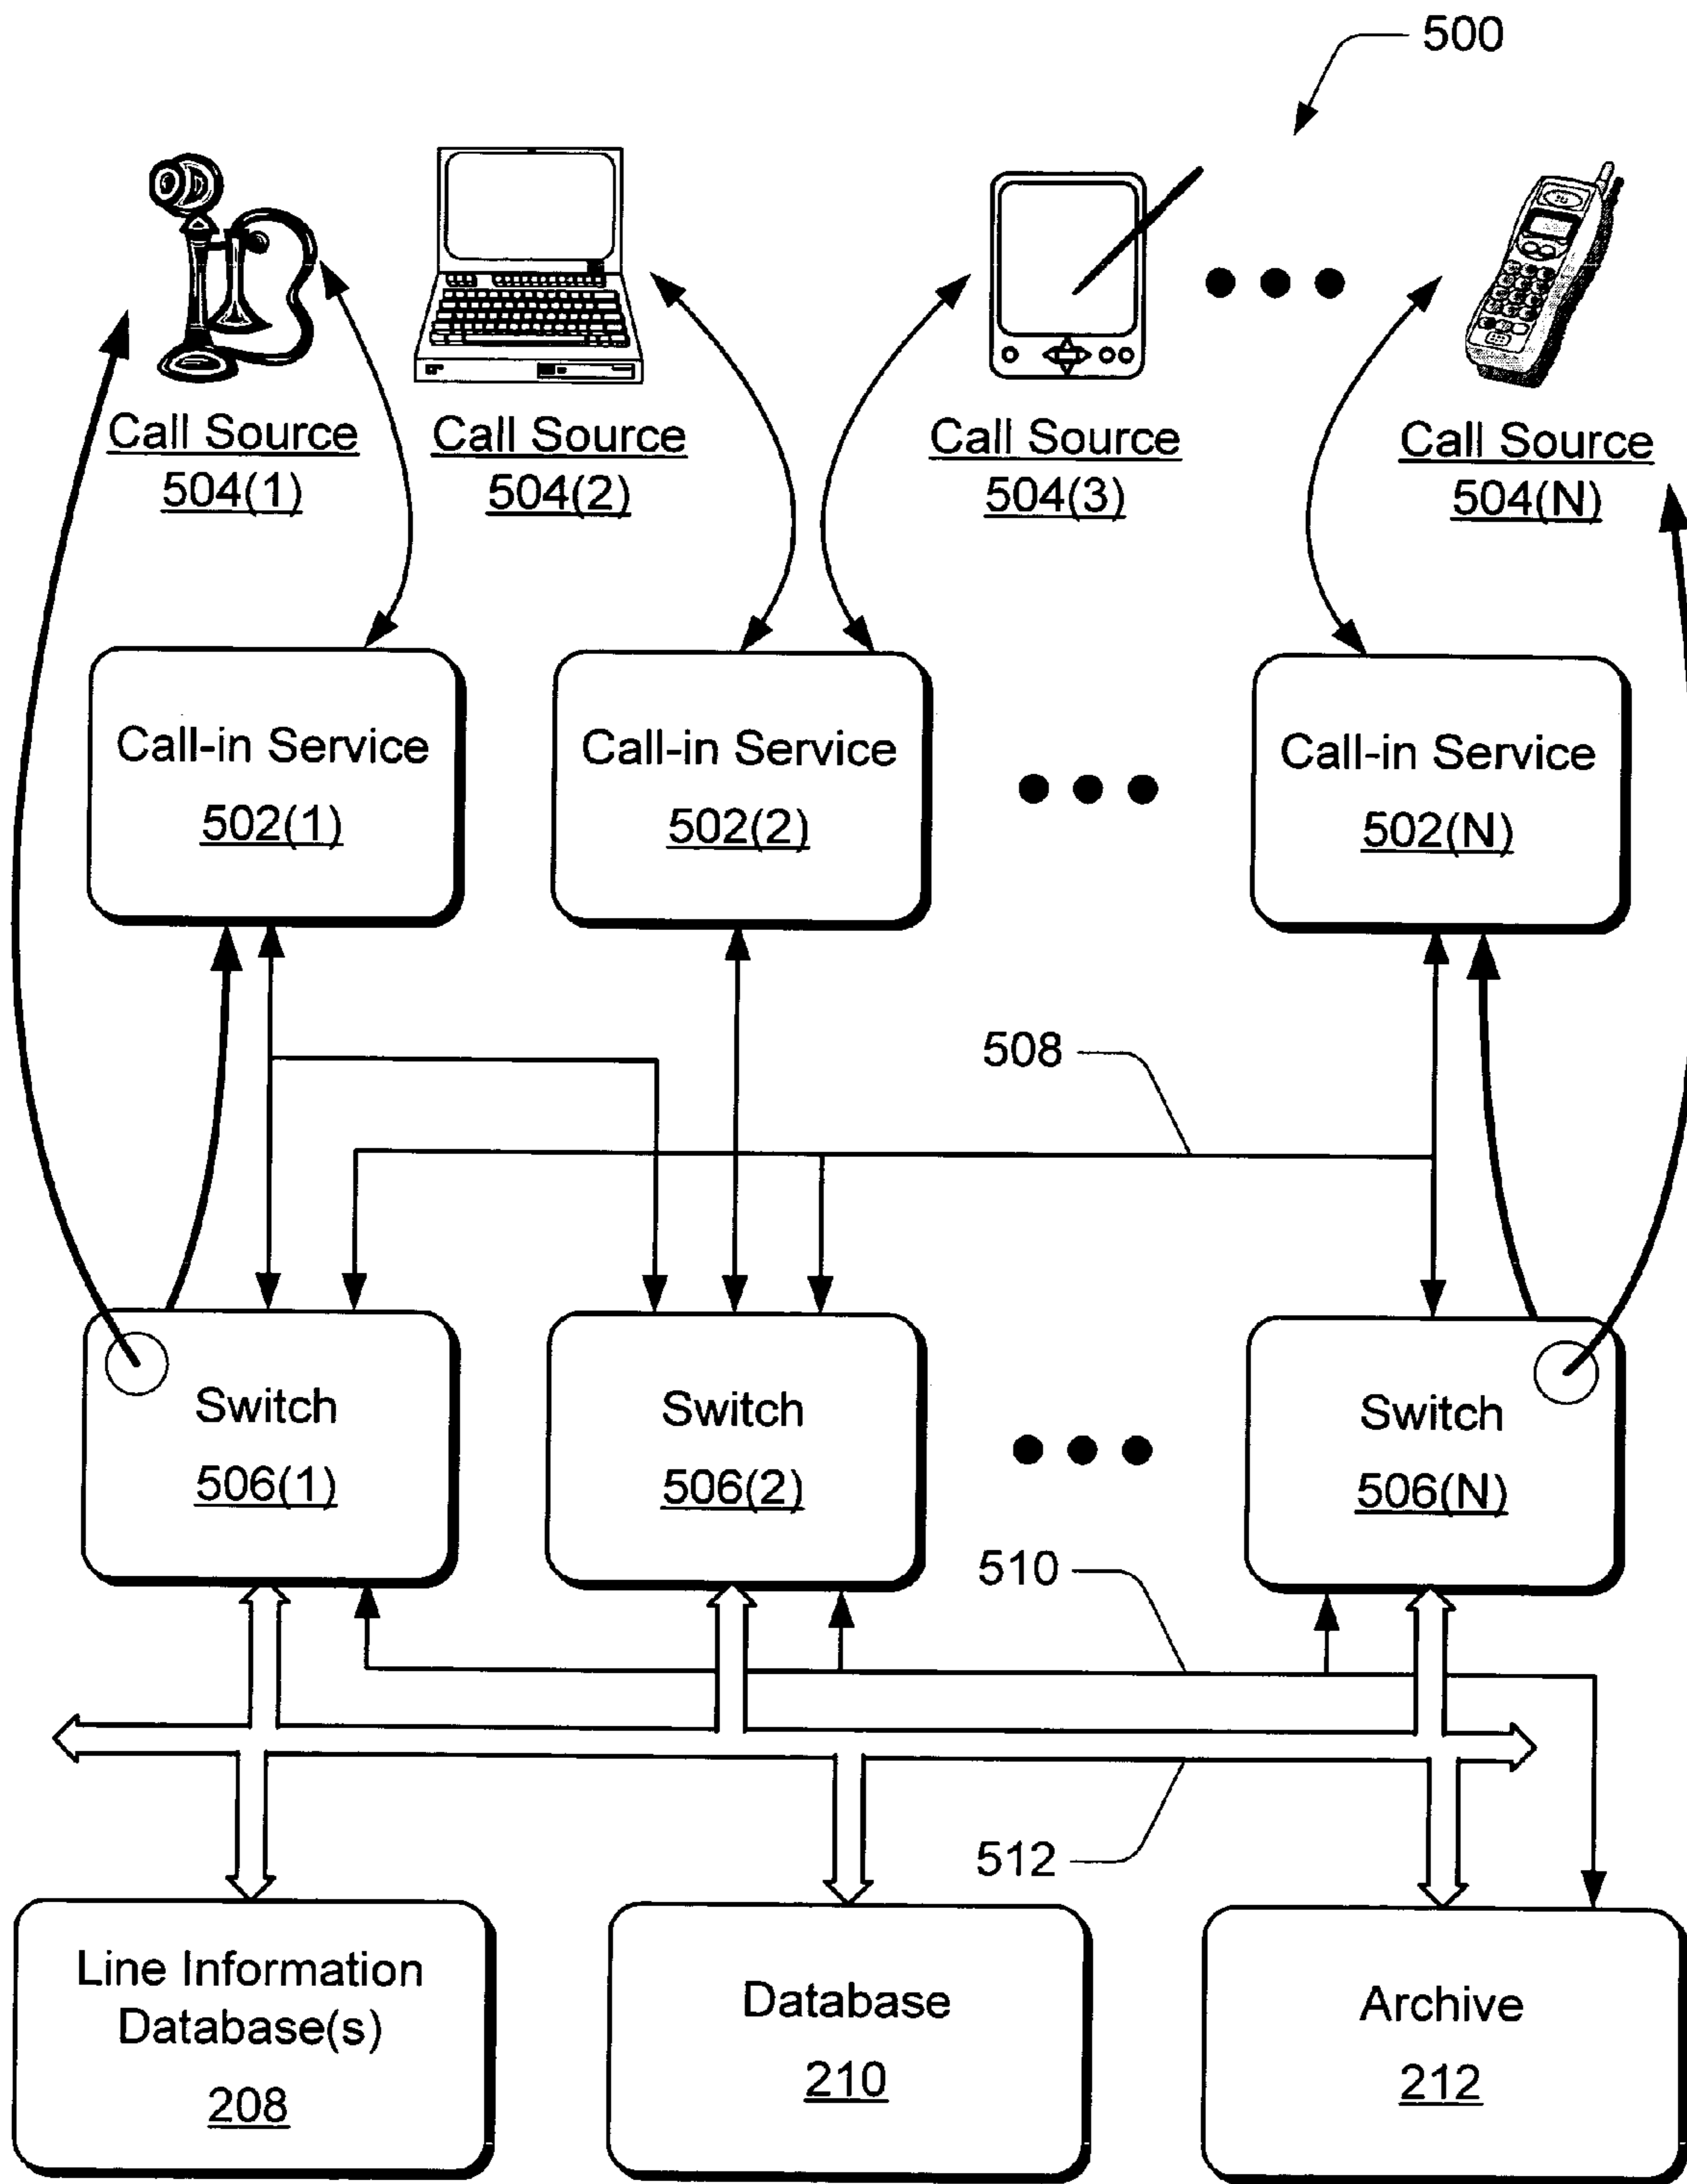 500
Call Source
504(1)
Call Source
504(2)
Call Source
504(3)
Call Source
504(N)
Call-in Service
502(1)
Call-in Service
502(2)
Call-in Service
502(N)
508
Switch
506(1)
Switch
506(2)
Switch
506(N)
510
512
Line Information
Database(s)
208
Database
210
Archive
212